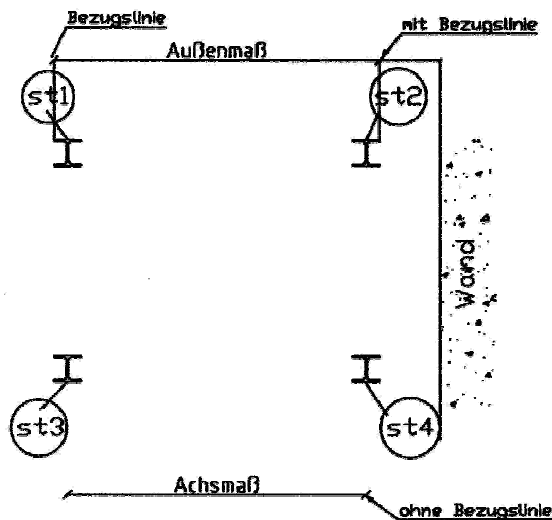 Bezugslinie
mit Bezugslinie
Außenmaß
st1
st2
Wand
st3
st4
Achsmaß
ohne Bezugslinie